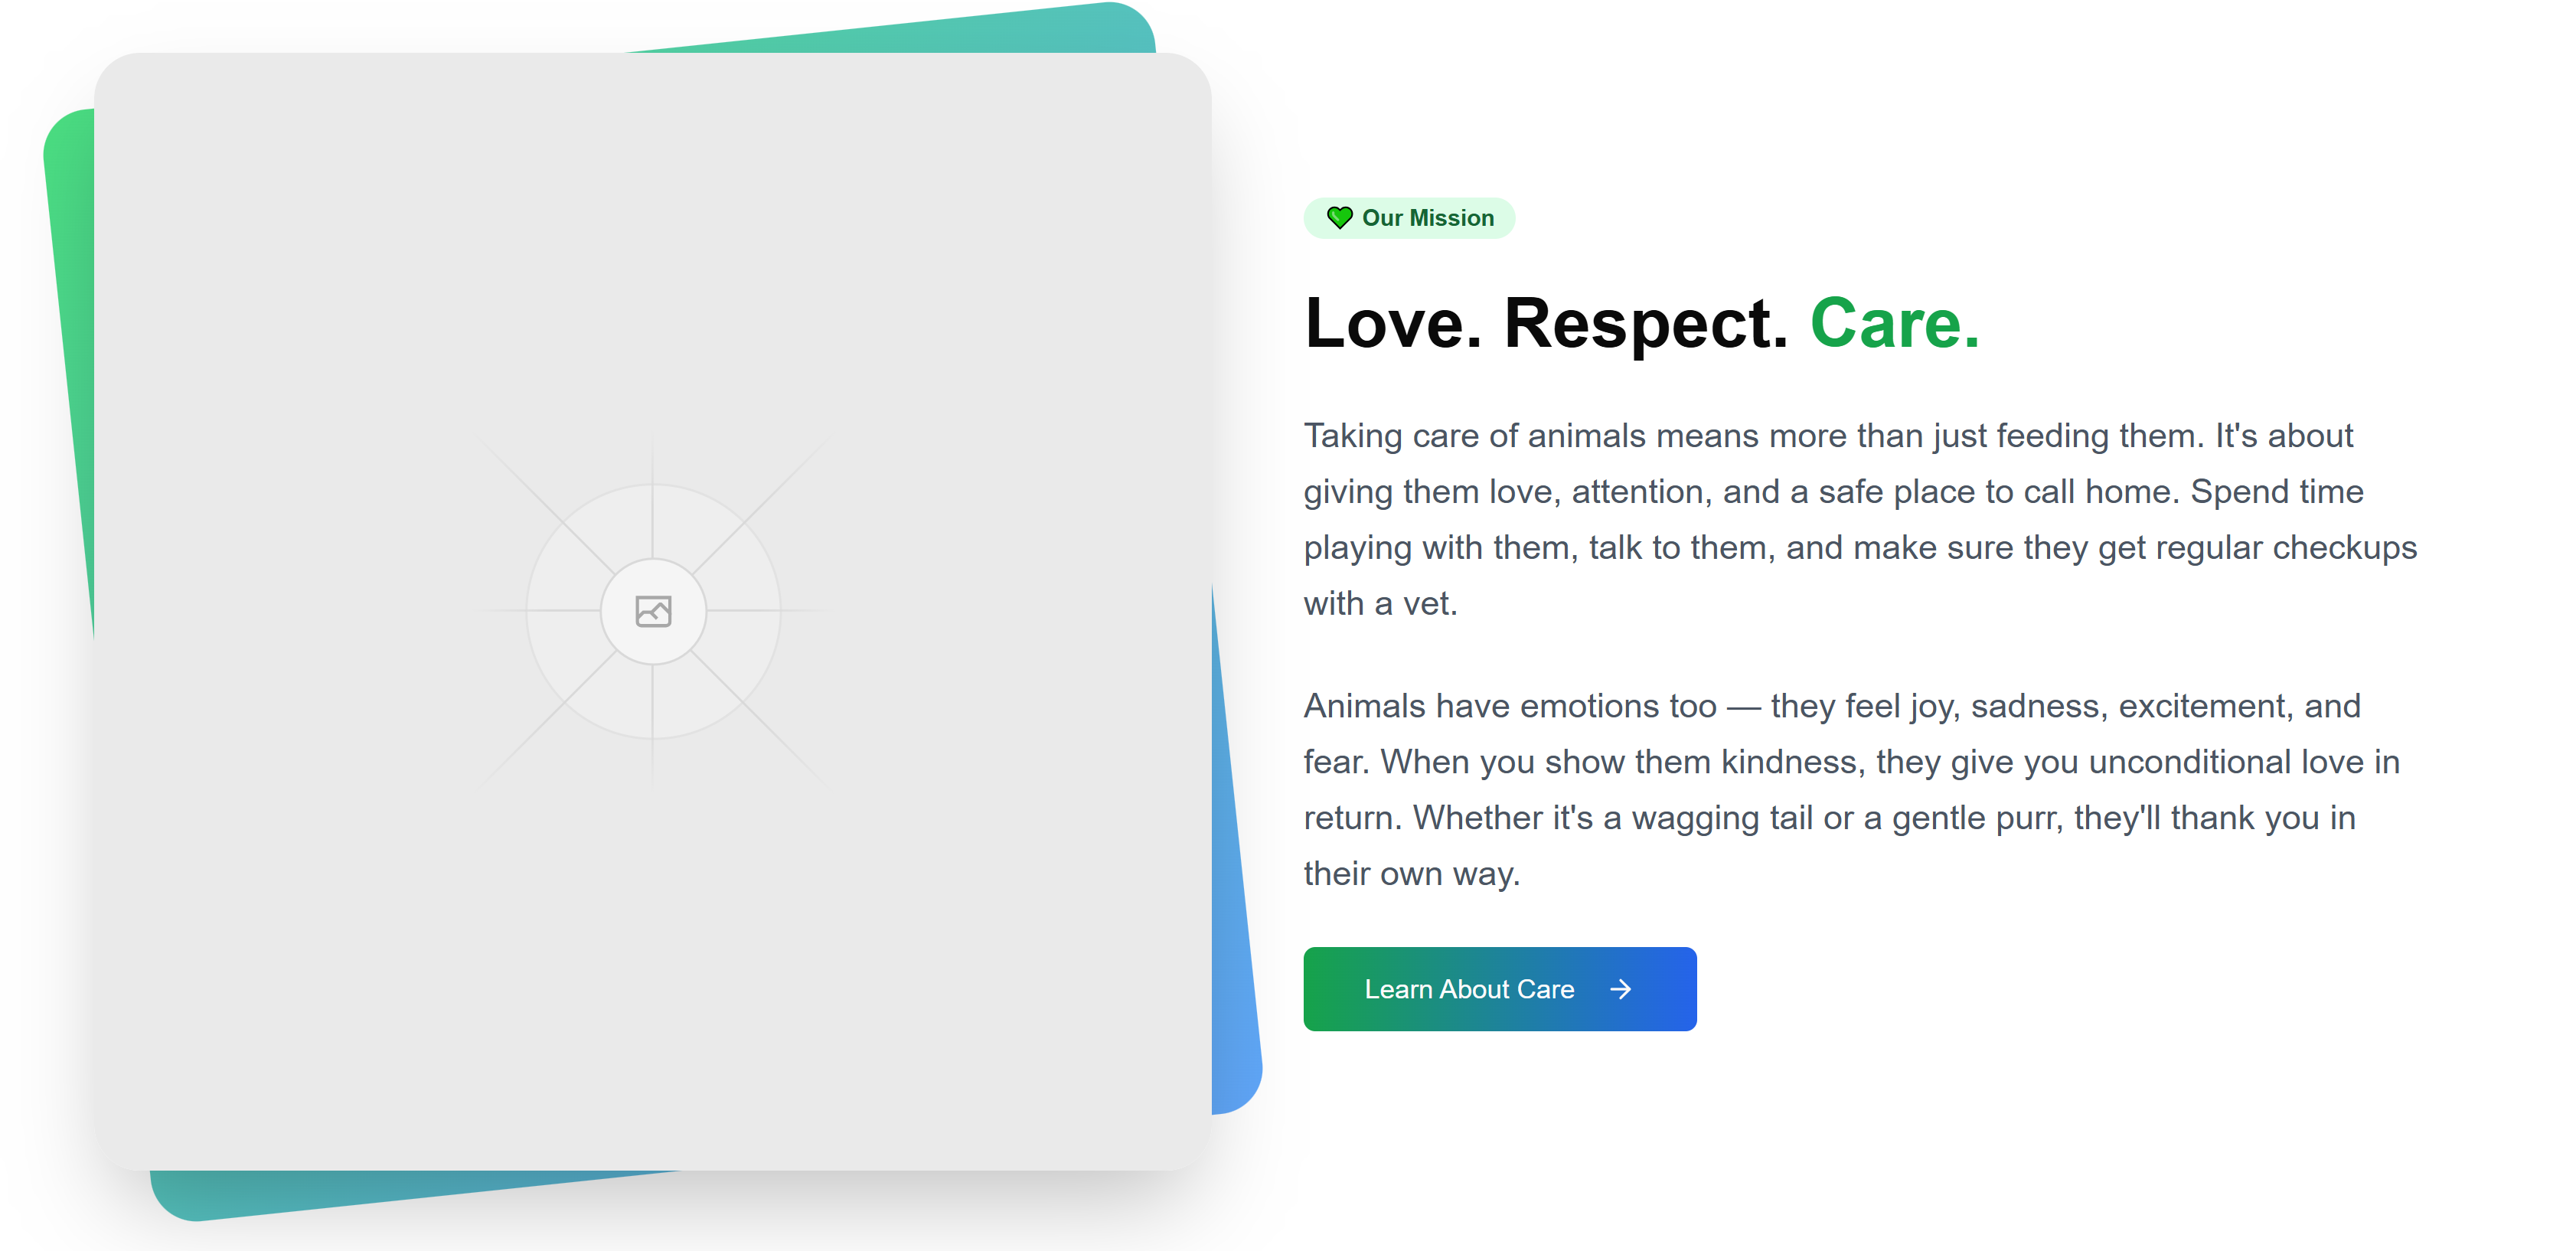 💚 Our Mission
Love. Respect. Care.
Taking care of animals means more than just feeding them. It's about
giving them love, attention, and a safe place to call home. Spend time
playing with them, talk to them, and make sure they get regular checkups
with a vet.
Animals have emotions too — they feel joy, sadness, excitement, and
fear. When you show them kindness, they give you unconditional love in
return. Whether it's a wagging tail or a gentle purr, they'll thank you in
their own way.
Learn About Care →